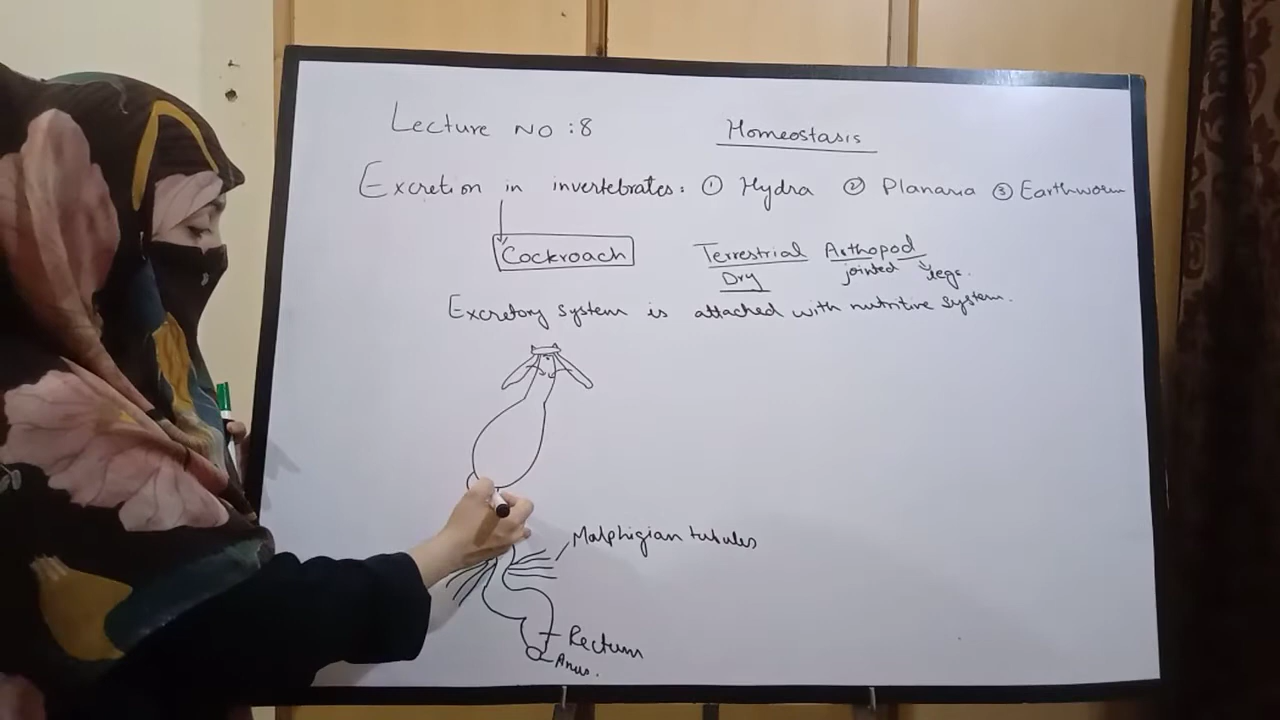 Lecture NO : 8 Homeostasis
Excretion in invertebrates : ① Hydra ② Planaria ③ Earthworm
Cockroach Terrestrial Arthopod
Dry jointed legs.
Excretory system is attached with nutritive system.
Malphigian tubules
Rectum
Anus.